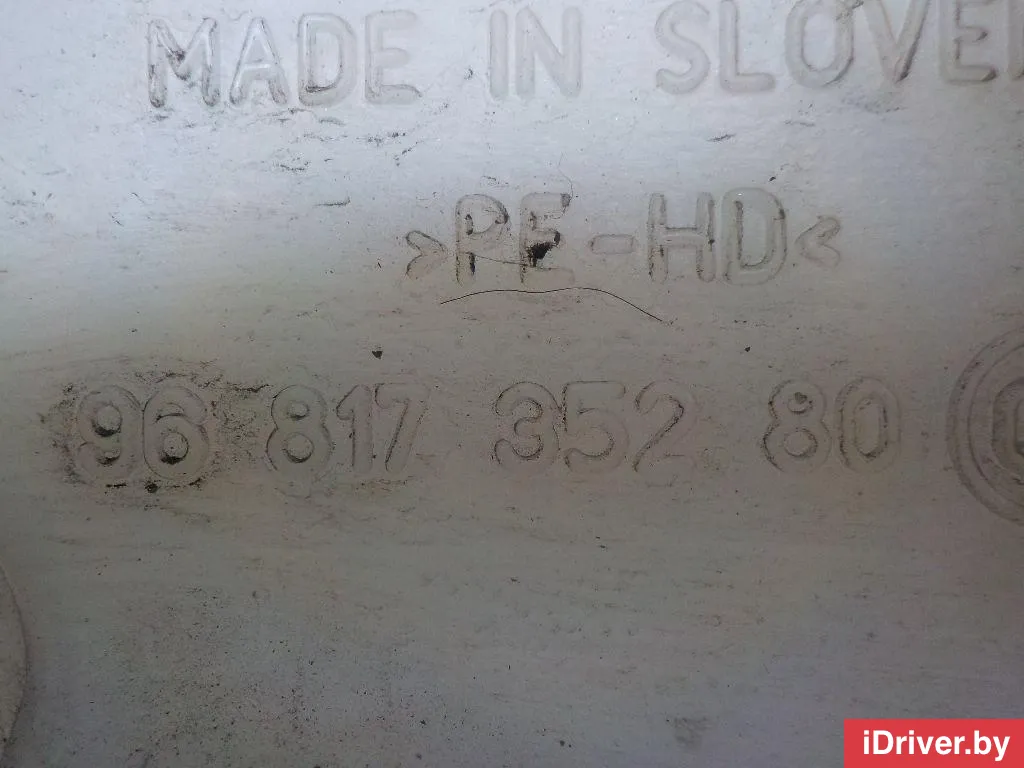 MADE IN SLOVE
>PE-HD<
96 817 352 80
iDriver.by